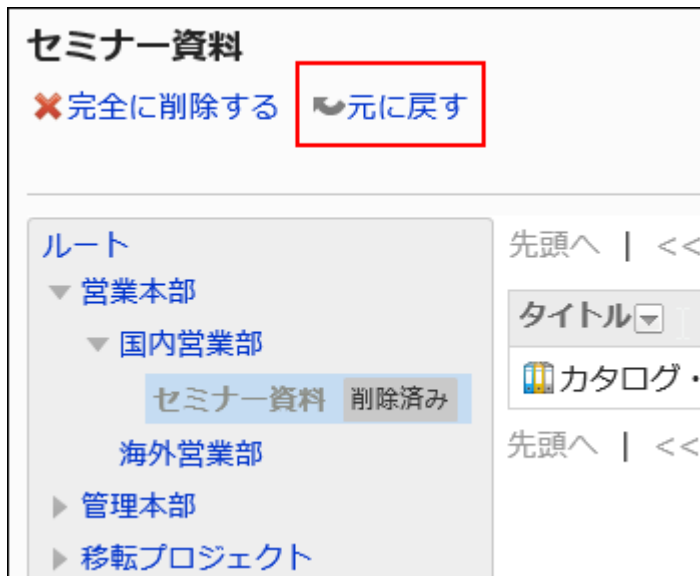 セミナー資料
完全に削除する 元に戻す
ルート
営業本部
国内営業部
セミナー資料 削除済み
海外営業部
管理本部
移転プロジェクト
先頭へ | <<
タイトル
カタログ・
先頭へ | <<